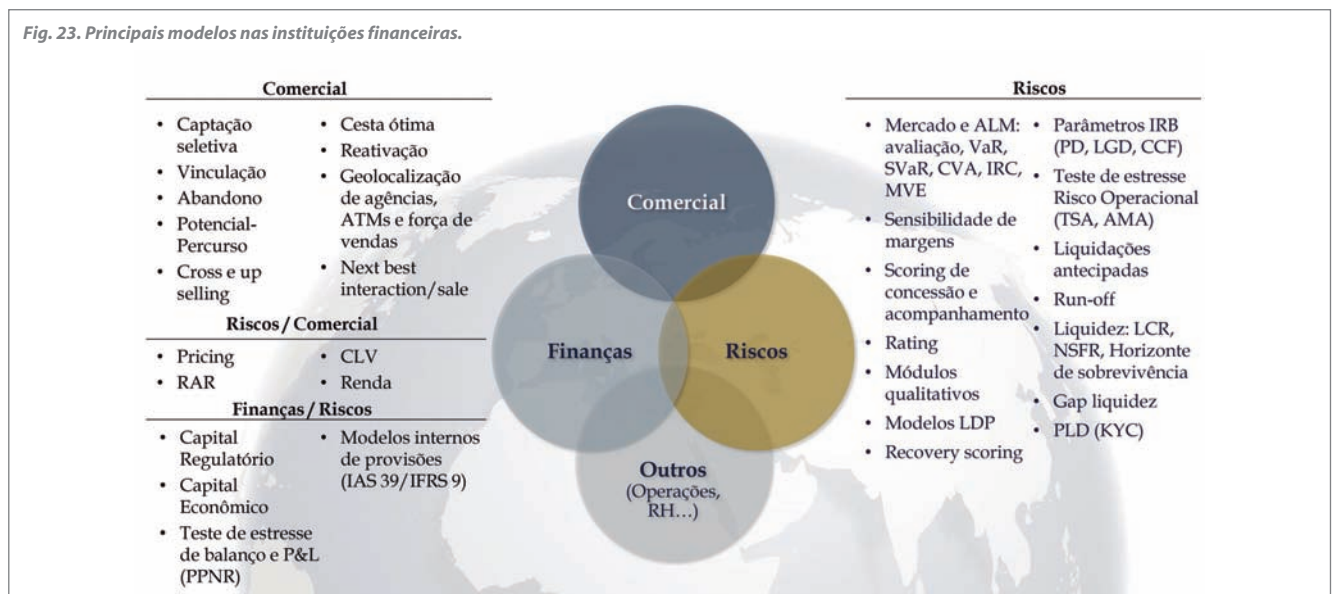 Fig. 23. Principais modelos nas instituições financeiras.
Comercial
• Captação
seletiva
• Vinculação
• Abandono
• Potencial-
Percurso
• Cross e up
selling
• Cesta ótima
• Reativação
• Geolocalização
de agências,
ATMs e força de
vendas
• Next best
interaction/sale
Riscos / Comercial
• Pricing
• RAR
• CLV
• Renda
Finanças / Riscos
• Capital
Regulatório
• Capital
Econômico
• Teste de estresse
de balanço e P&L
(PPNR)
• Modelos internos
de provisões
(IAS 39/IFRS 9)
Comercial
Finanças
Riscos
Outros
(Operações,
RH…)
Riscos
• Mercado e ALM:
avaliação, VaR,
SVaR, CVA, IRC,
MVE
• Sensibilidade de
margens
• Scoring de
concessão e
acompanhamento
• Rating
• Módulos
qualitativos
• Modelos LDP
• Recovery scoring
• Parâmetros IRB
(PD, LGD, CCF)
• Teste de estresse
Risco Operacional
(TSA, AMA)
• Liquidações
antecipadas
• Run-off
• Liquidez: LCR,
NSFR, Horizonte
de sobrevivência
• Gap liquidez
• PLD (KYC)